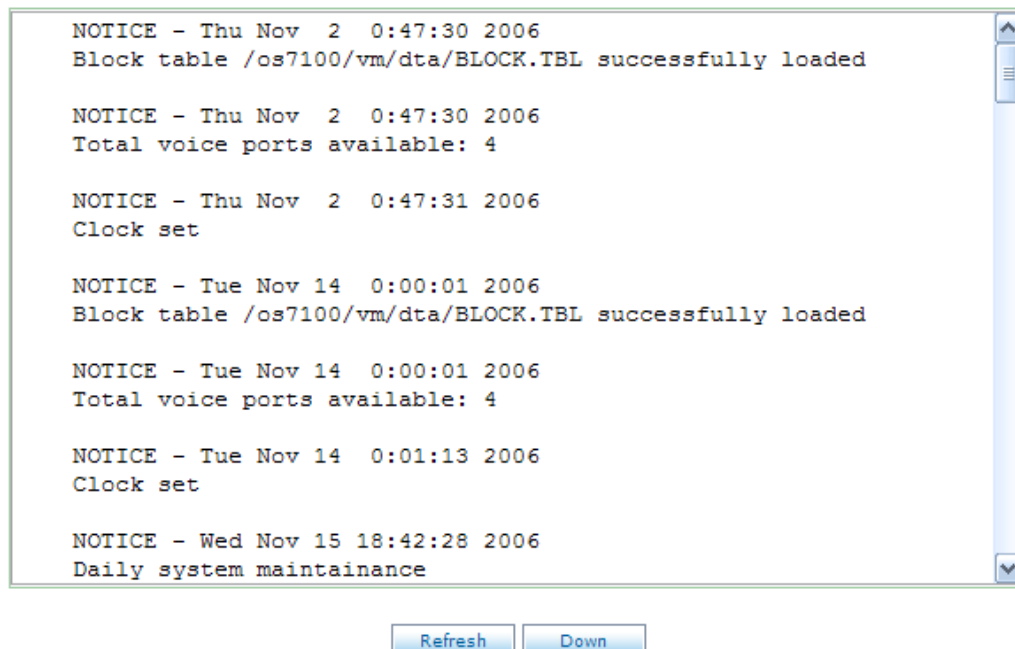 NOTICE - Thu Nov  2  0:47:30 2006
Block table /os7100/vm/dta/BLOCK.TBL successfully loaded
NOTICE - Thu Nov  2  0:47:30 2006
Total voice ports available: 4
NOTICE - Thu Nov  2  0:47:31 2006
Clock set
NOTICE - Tue Nov 14  0:00:01 2006
Block table /os7100/vm/dta/BLOCK.TBL successfully loaded
NOTICE - Tue Nov 14  0:00:01 2006
Total voice ports available: 4
NOTICE - Tue Nov 14  0:01:13 2006
Clock set
NOTICE - Wed Nov 15 18:42:28 2006
Daily system maintainance
Refresh Down